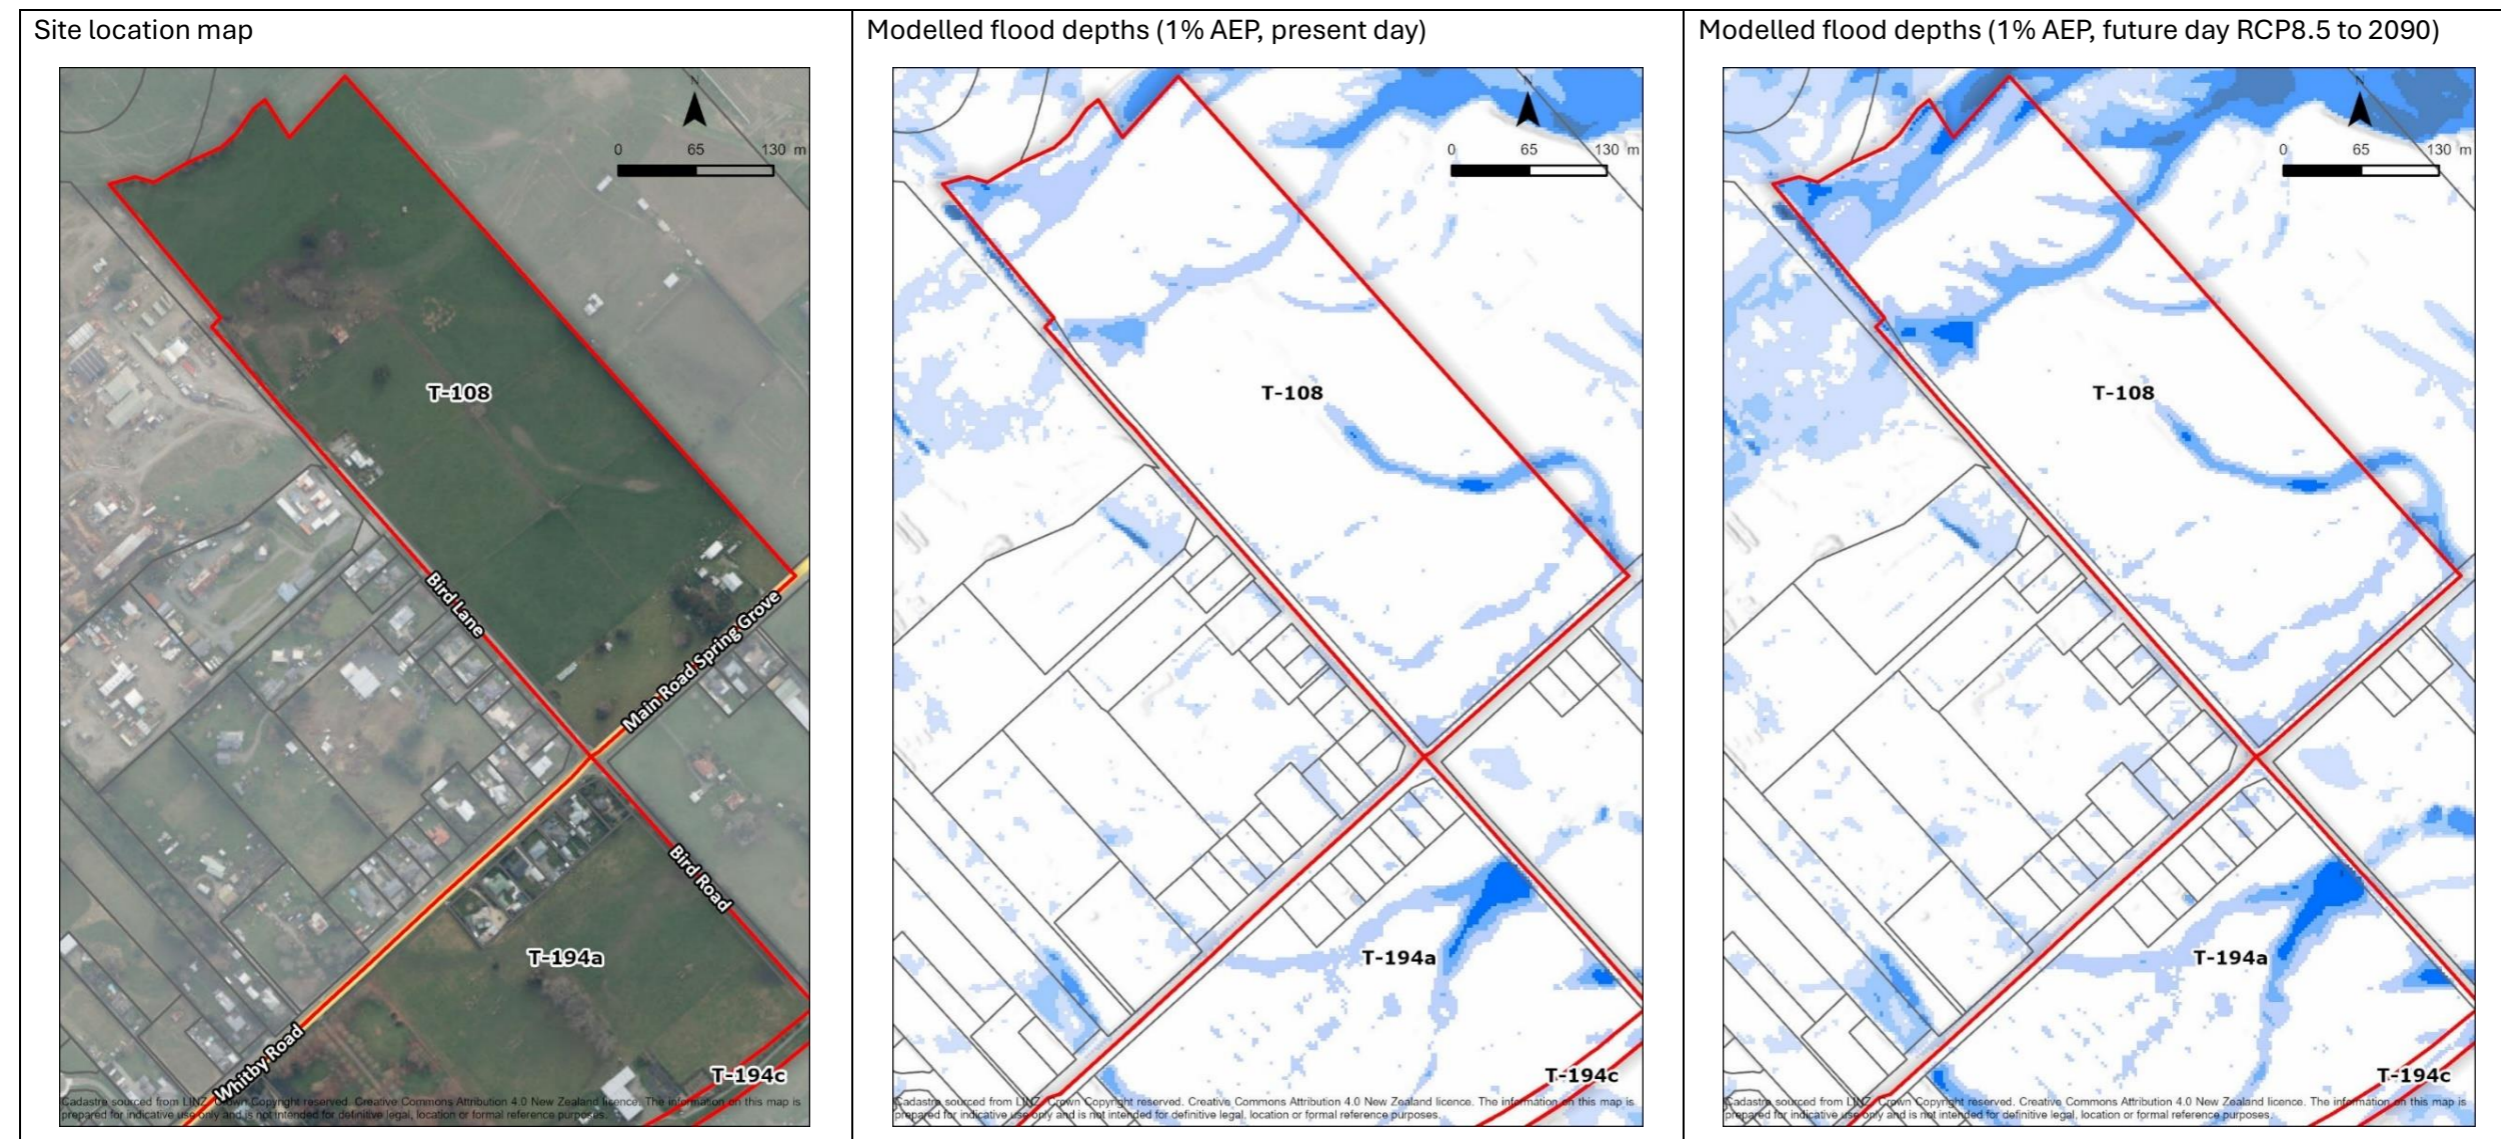 Site location map
N
0 65 130 m
T-108
Bird Lane
Main Road Spring Grove
Bird Road
T-194a
Whitby Road
T-194c
Cadastre sourced from LINZ. Crown Copyright reserved. Creative Commons Attribution 4.0 New Zealand licence. The information on this map is
prepared for indicative use only and is not intended for definitive legal, location or formal reference purposes.
Modelled flood depths (1% AEP, present day)
N
0 65 130 m
T-108
T-194a
T-194c
Cadastre sourced from LINZ. Crown Copyright reserved. Creative Commons Attribution 4.0 New Zealand licence. The information on this map is
prepared for indicative use only and is not intended for definitive legal, location or formal reference purposes.
Modelled flood depths (1% AEP, future day RCP8.5 to 2090)
N
0 65 130 m
T-108
T-194a
T-194c
Cadastre sourced from LINZ. Crown Copyright reserved. Creative Commons Attribution 4.0 New Zealand licence. The information on this map is
prepared for indicative use only and is not intended for definitive legal, location or formal reference purposes.